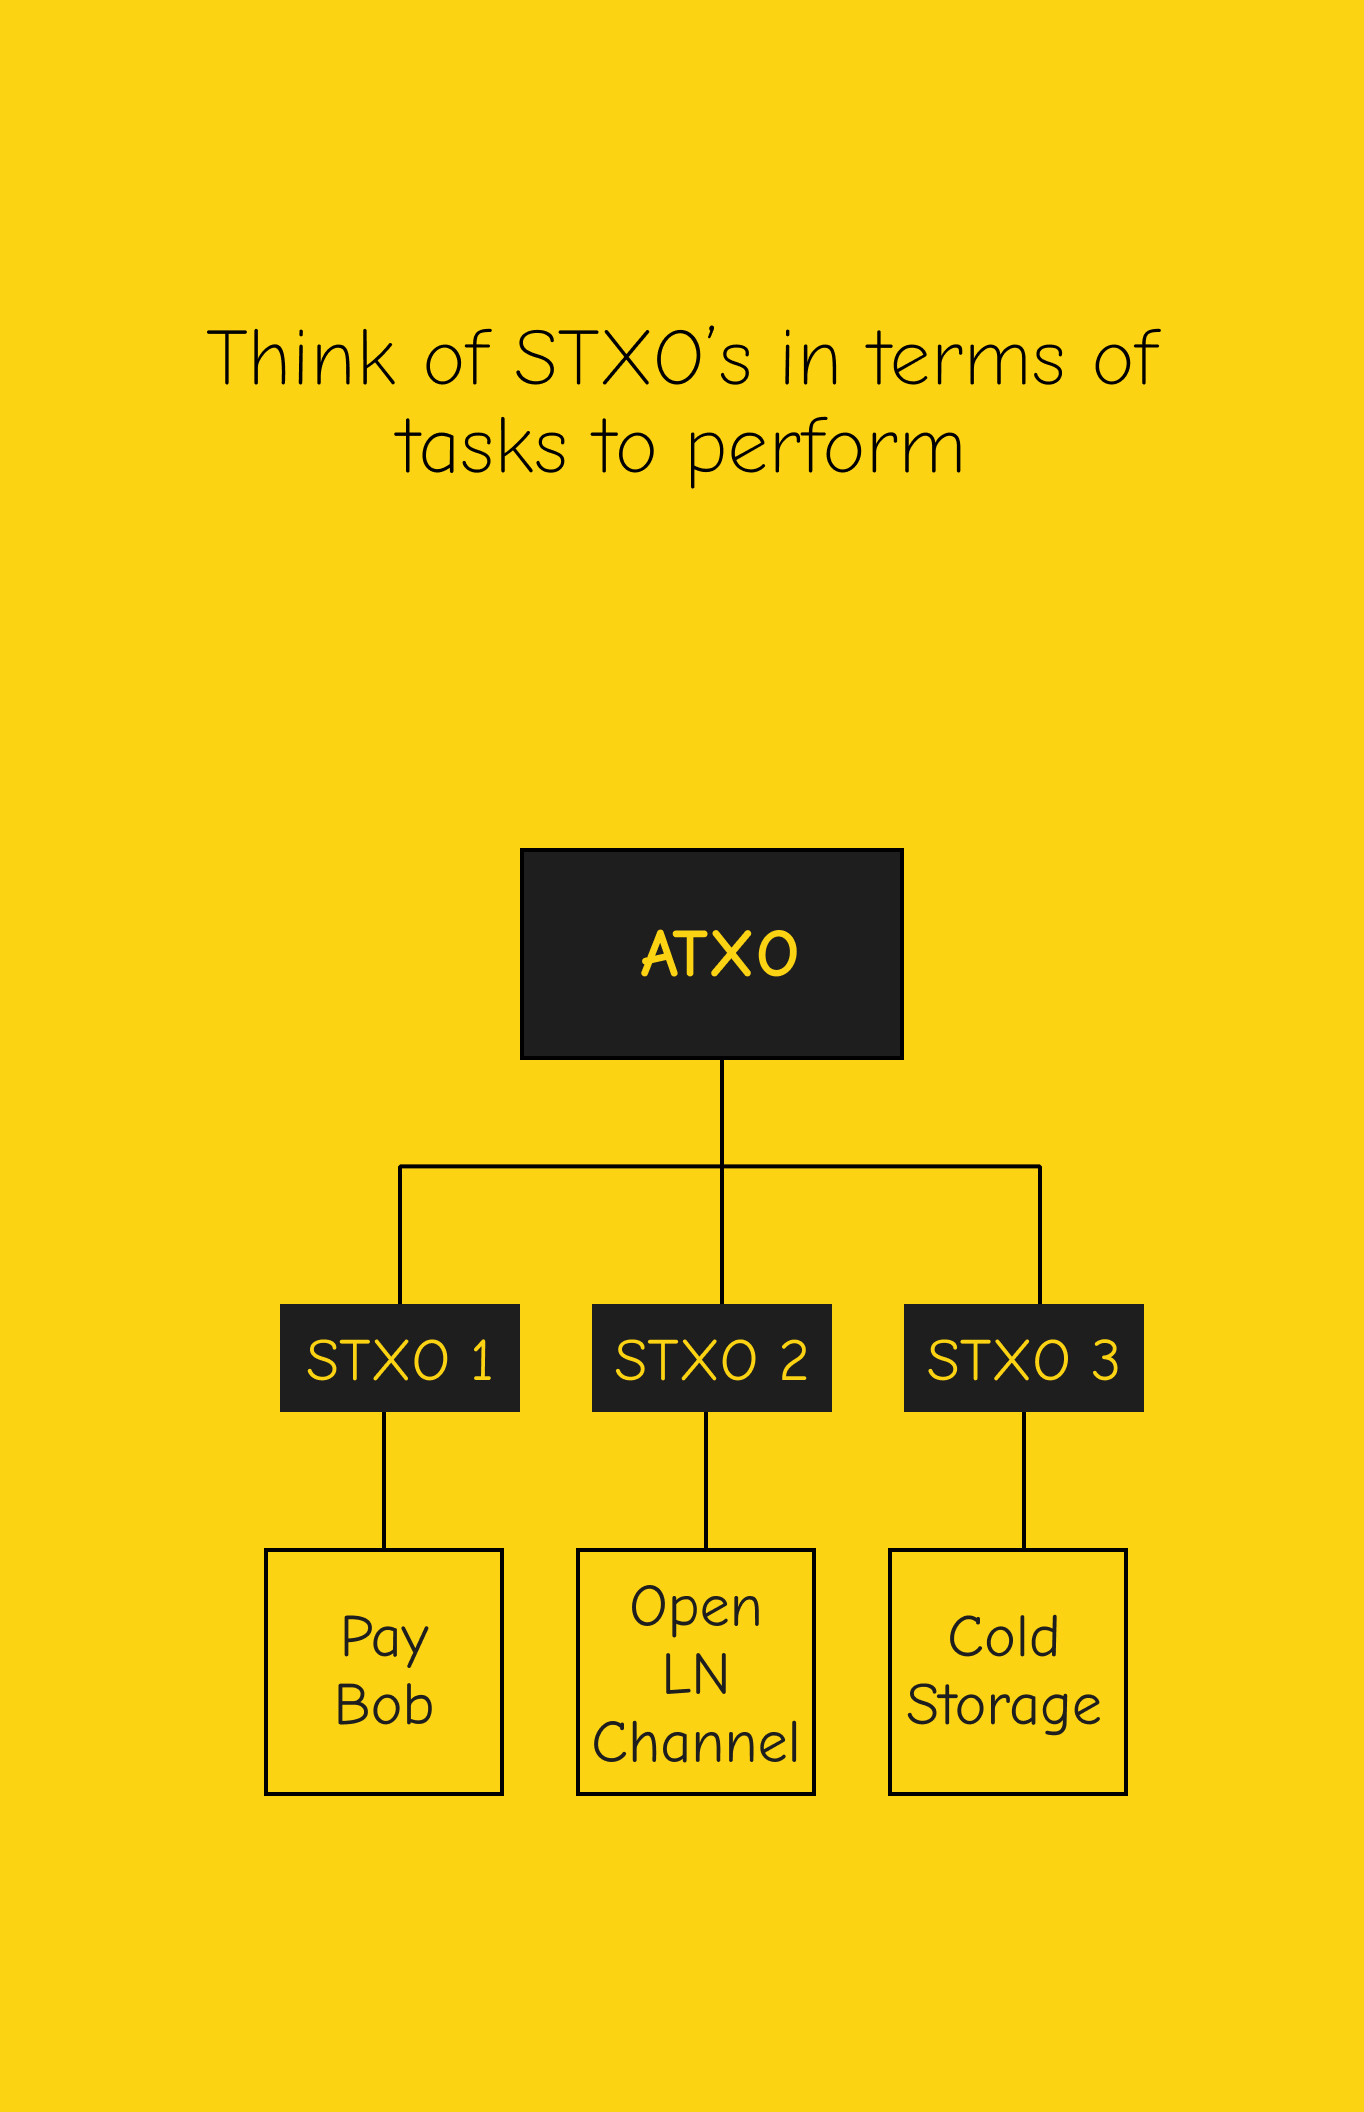 Think of STXO's in terms of
tasks to perform
ATXO
STXO 1
STXO 2
STXO 3
Pay
Bob
Open
LN
Channel
Cold
Storage